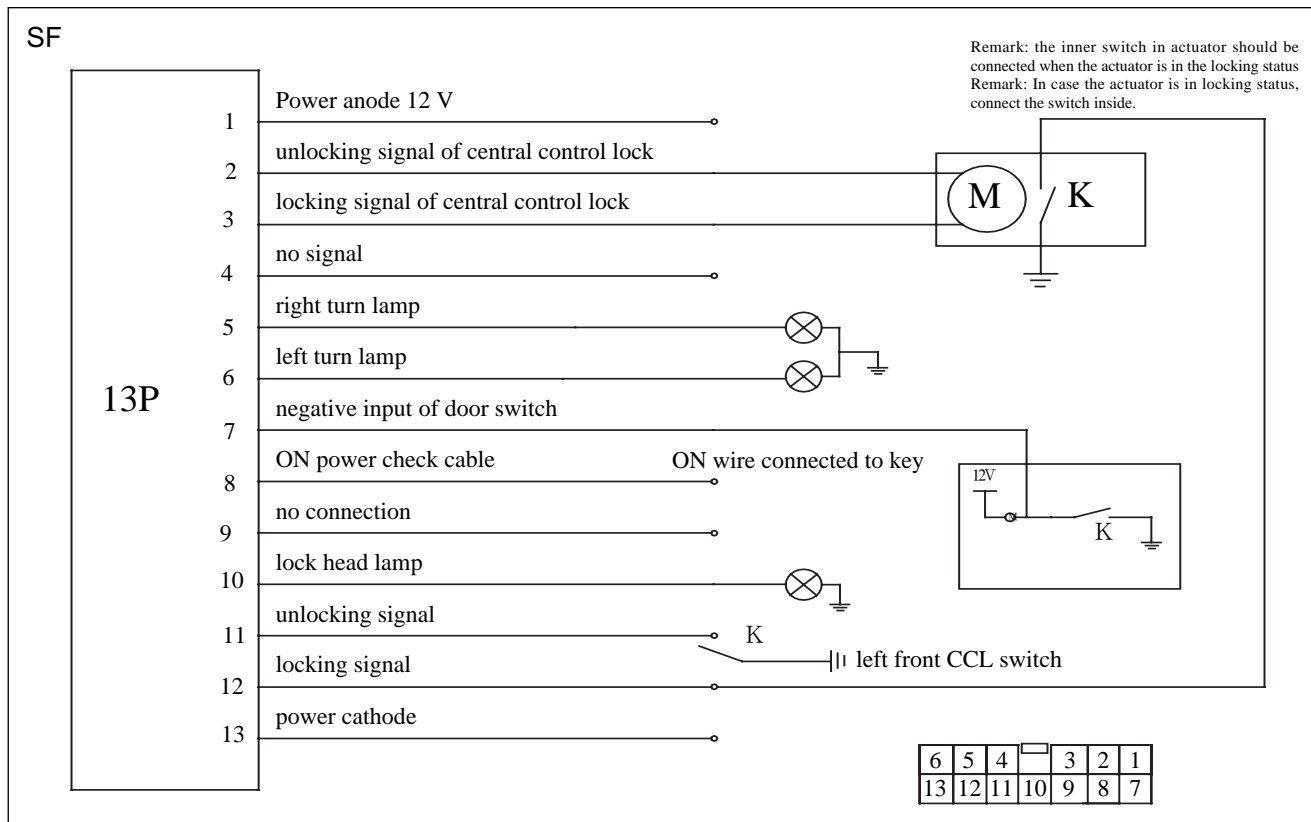 SF
Remark: the inner switch in actuator should be
connected when the actuator is in the locking status
Remark: In case the actuator is in locking status,
connect the switch inside.
13P
1 Power anode 12 V
2 unlocking signal of central control lock
3 locking signal of central control lock
M K
4 no signal
5 right turn lamp
6 left turn lamp
7 negative input of door switch
8 ON power check cable ON wire connected to key
12V
K
9 no connection
10 lock head lamp
11 unlocking signal
K
left front CCL switch
12 locking signal
13 power cathode
6 5 4 3 2 1
13 12 11 10 9 8 7